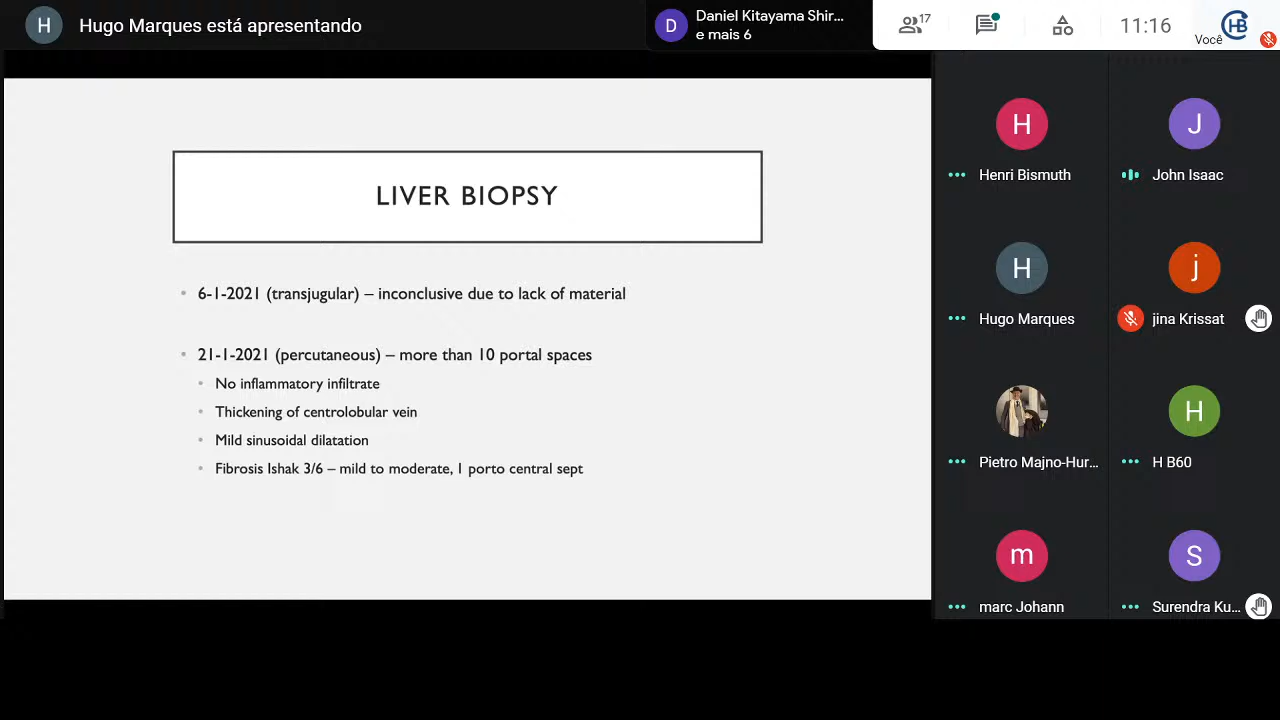 H
Hugo Marques está apresentando
D
Daniel Kitayama Shir...
e mais 6
17
11:16
Você
HB
LIVER BIOPSY
• 6-1-2021 (transjugular) – inconclusive due to lack of material
• 21-1-2021 (percutaneous) – more than 10 portal spaces
• No inflammatory infiltrate
• Thickening of centrolobular vein
• Mild sinusoidal dilatation
• Fibrosis Ishak 3/6 – mild to moderate, 1 porto central sept
H
Henri Bismuth
J
John Isaac
H
Hugo Marques
j
jina Krissat
Pietro Majno-Hur...
H
H B60
m
marc Johann
S
Surendra Ku...